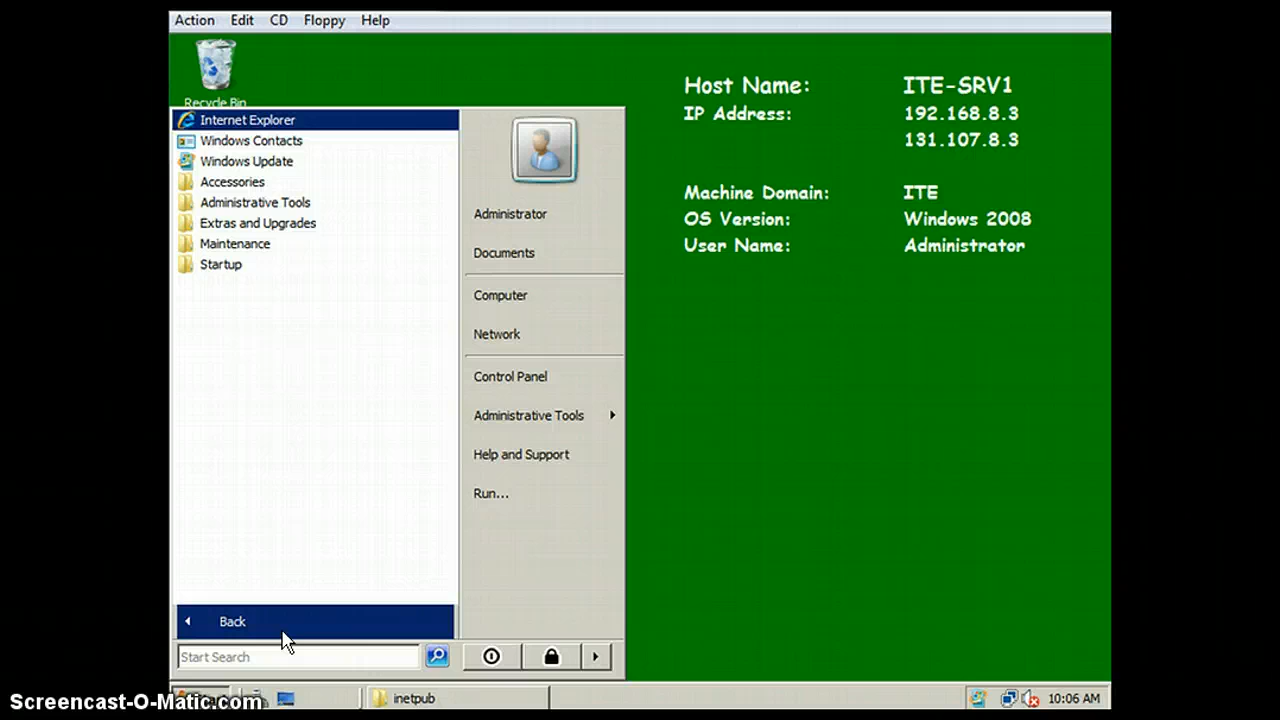 Action Edit CD Floppy Help
Recycle Bin
Internet Explorer
Windows Contacts
Windows Update
Accessories
Administrative Tools
Extras and Upgrades
Maintenance
Startup
Back
Start Search
Administrator
Documents
Computer
Network
Control Panel
Administrative Tools
Help and Support
Run...
Host Name: ITE-SRV1
IP Address: 192.168.8.3
131.107.8.3
Machine Domain: ITE
OS Version: Windows 2008
User Name: Administrator
inetpub
10:06 AM
Screencast-O-Matic.com